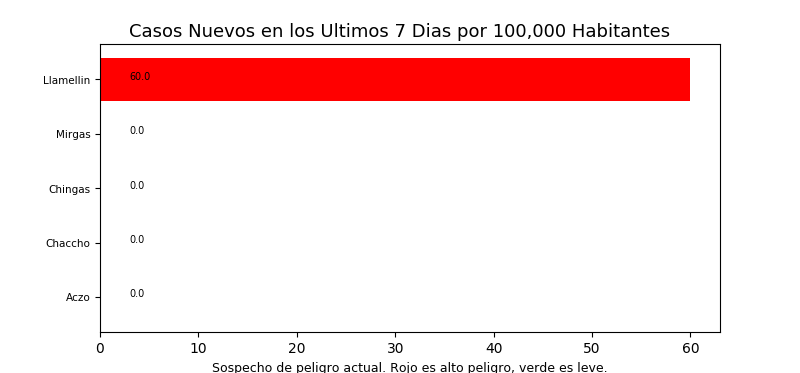 Casos Nuevos en los Ultimos 7 Dias por 100,000 Habitantes
Llamellin
60.0
Mirgas
0.0
Chingas
0.0
Chaccho
0.0
Aczo
0.0
0 10 20 30 40 50 60
Sospecho de peligro actual. Rojo es alto peligro, verde es leve.